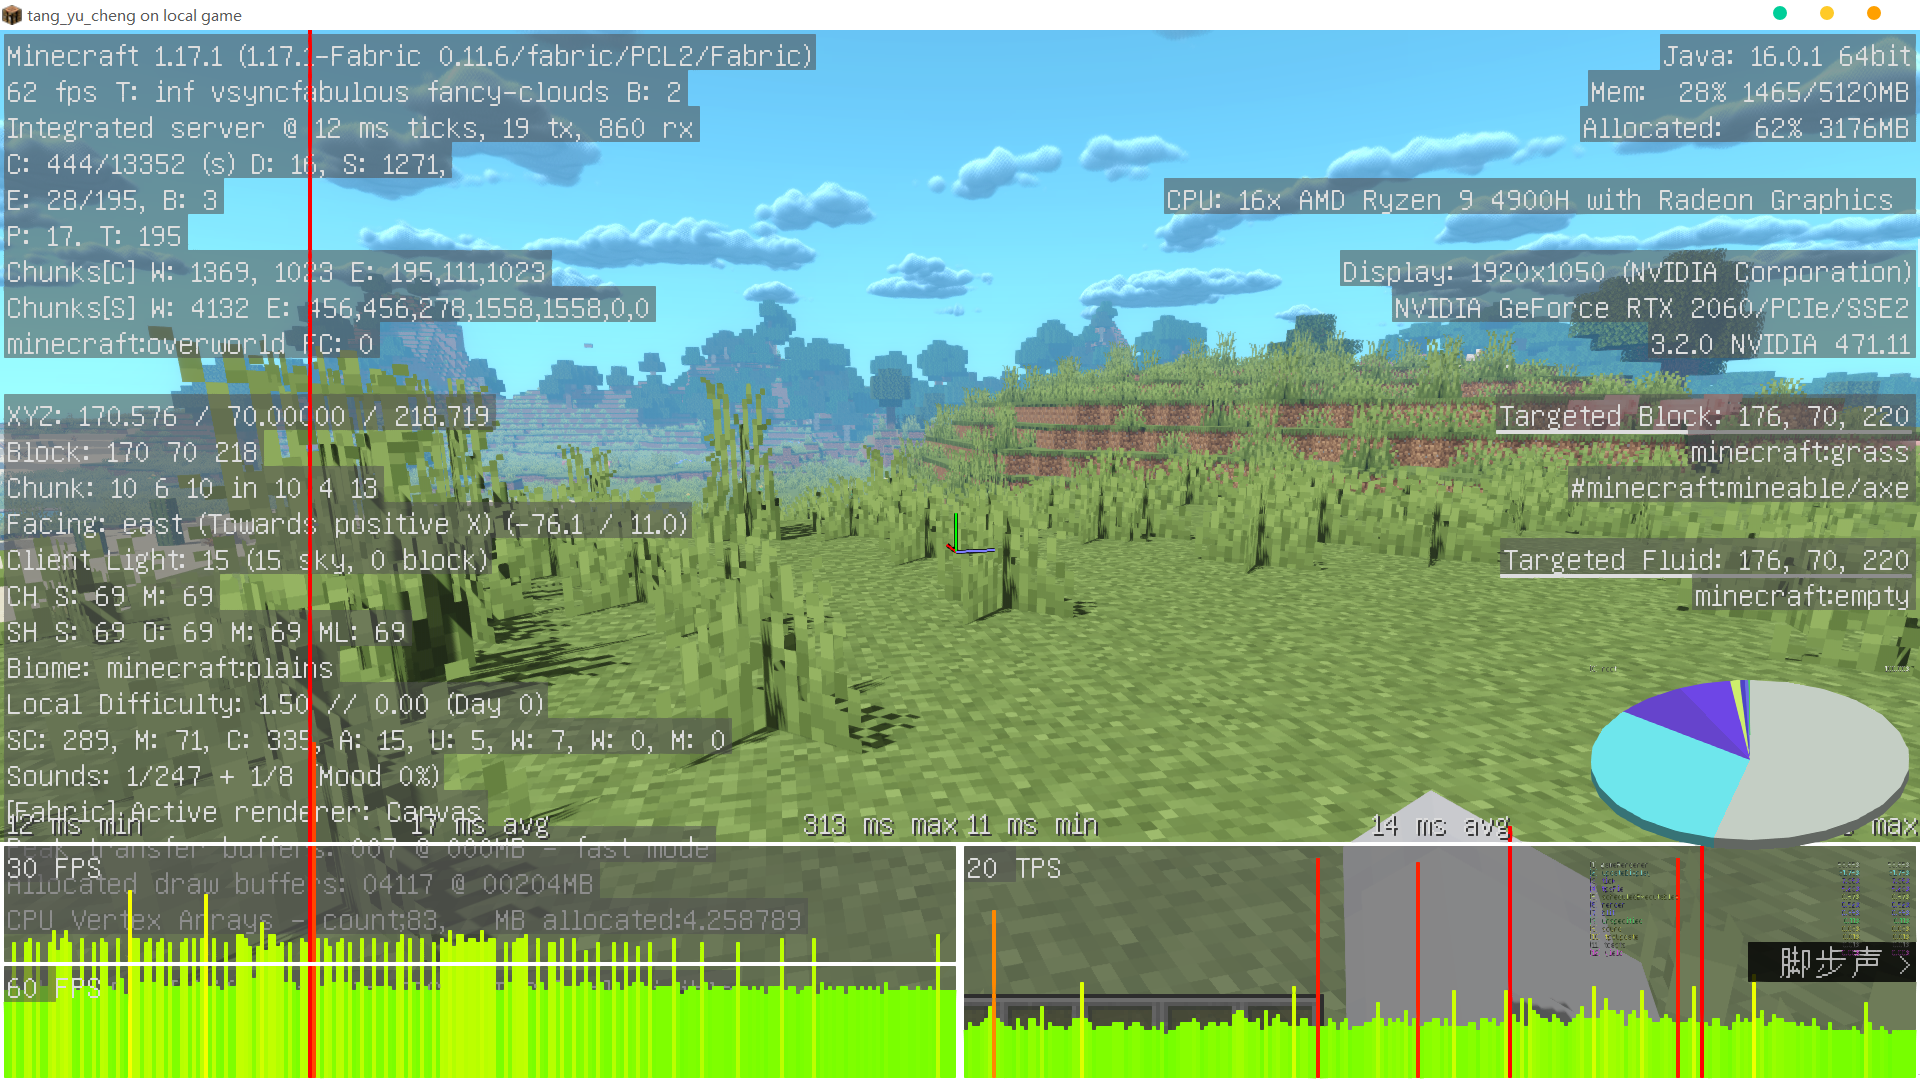 tang_yu_cheng on local game
Minecraft 1.17.1 (1.17.1-Fabric 0.11.6/fabric/PCL2/Fabric)
62 fps T: inf vsyncfabulous fancy-clouds B: 2
Integrated server @ 12 ms ticks, 19 tx, 860 rx
C: 444/13352 (s) D: 16, S: 1271,
E: 28/195, B: 3
P: 17. T: 195
Chunks[C] W: 1369, 1023 E: 195,111,1023
Chunks[S] W: 4132 E: 456,456,278,1558,1558,0,0
minecraft:overworld FC: 0
XYZ: 170.576 / 70.00000 / 218.719
Block: 170 70 218
Chunk: 10 6 10 in 10 4 13
Facing: east (Towards positive X) (-76.1 / 11.0)
Client Light: 15 (15 sky, 0 block)
CH S: 69 M: 69
SH S: 69 O: 69 M: 69 ML: 69
Biome: minecraft:plains
Local Difficulty: 1.50 // 0.00 (Day 0)
SC: 289, M: 71, C: 335, A: 15, U: 5, W: 7, W: 0, M: 0
Sounds: 1/247 + 1/8 (Mood 0%)
[Fabric] Active renderer: Canvas
Peak transfer buffers: 007 @ 000MB - fast mode
Allocated draw buffers: 04117 @ 00204MB
CPU Vertex Arrays - count;83, MB allocated:4.258789
Java: 16.0.1 64bit
Mem: 28% 1465/5120MB
Allocated: 62% 3176MB
CPU: 16x AMD Ryzen 9 4900H with Radeon Graphics
Display: 1920x1050 (NVIDIA Corporation)
NVIDIA GeForce RTX 2060/PCIe/SSE2
3.2.0 NVIDIA 471.11
Targeted Block: 176, 70, 220
minecraft:grass
#minecraft:mineable/axe
Targeted Fluid: 176, 70, 220
minecraft:empty
12 ms min
17 ms avg
313 ms max
11 ms min
14 ms avg
max
30 FPS
60 FPS
20 TPS
脚步声 >